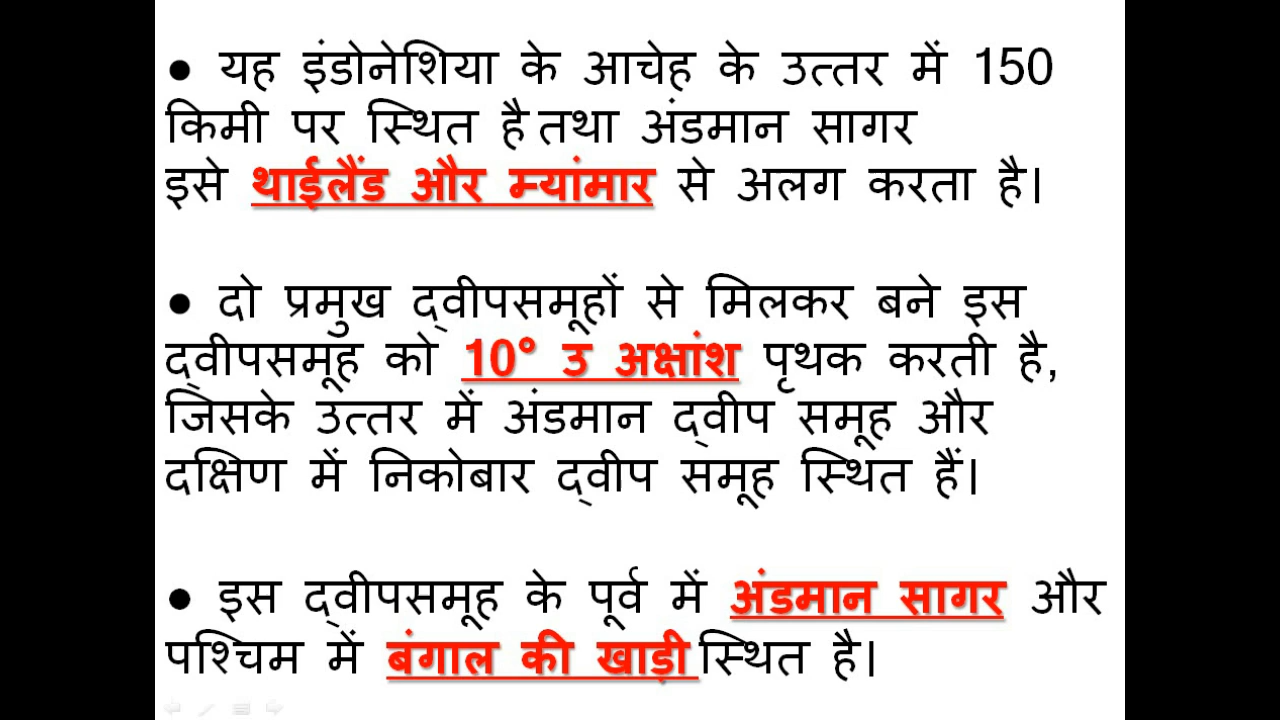 ● यह इंडोनेशिया के आचेह के उत्तर में 150
किमी पर स्थित है तथा अंडमान सागर
इसे थाईलैंड और म्यांमार से अलग करता है।
● दो प्रमुख द्वीपसमूहों से मिलकर बने इस
द्वीपसमूह को 10° उ अक्षांश पृथक करती है,
जिसके उत्तर में अंडमान द्वीप समूह और
दक्षिण में निकोबार द्वीप समूह स्थित हैं।
● इस द्वीपसमूह के पूर्व में अंडमान सागर और
पश्चिम में बंगाल की खाड़ी स्थित है।